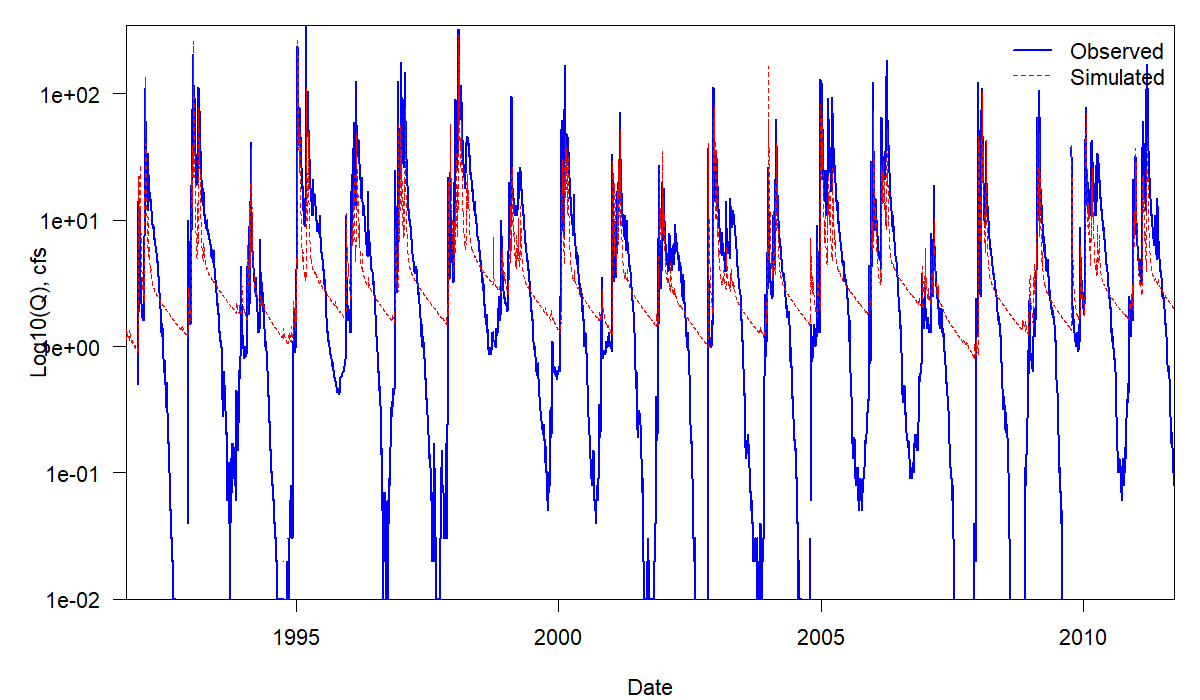 Observed
Simulated
1e+02
1e+01
1e+00
1e-01
1e-02
Log10(Q), cfs
1995
2000
2005
2010
Date